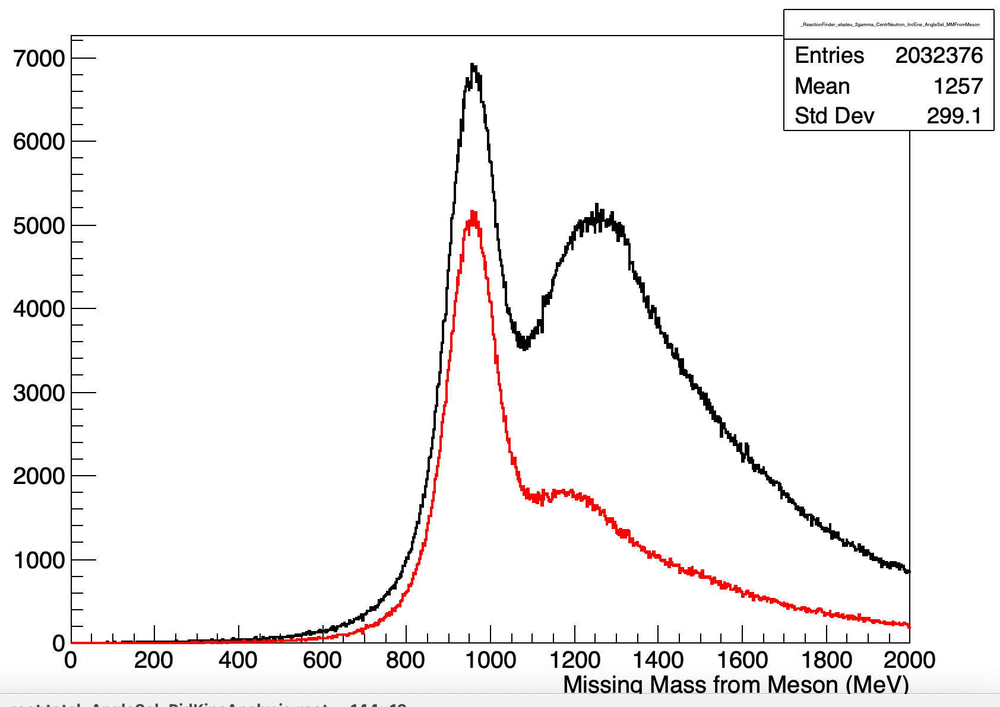 _ReactionFinder_etadeu_2gamma_CentrNeutron_IncEne_AngleSel_MMFromMeson
Entries 2032376
Mean 1257
Std Dev 299.1
7000
6000
5000
4000
3000
2000
1000
0
0 200 400 600 800 1000 1200 1400 1600 1800 2000
Missing Mass from Meson (MeV)